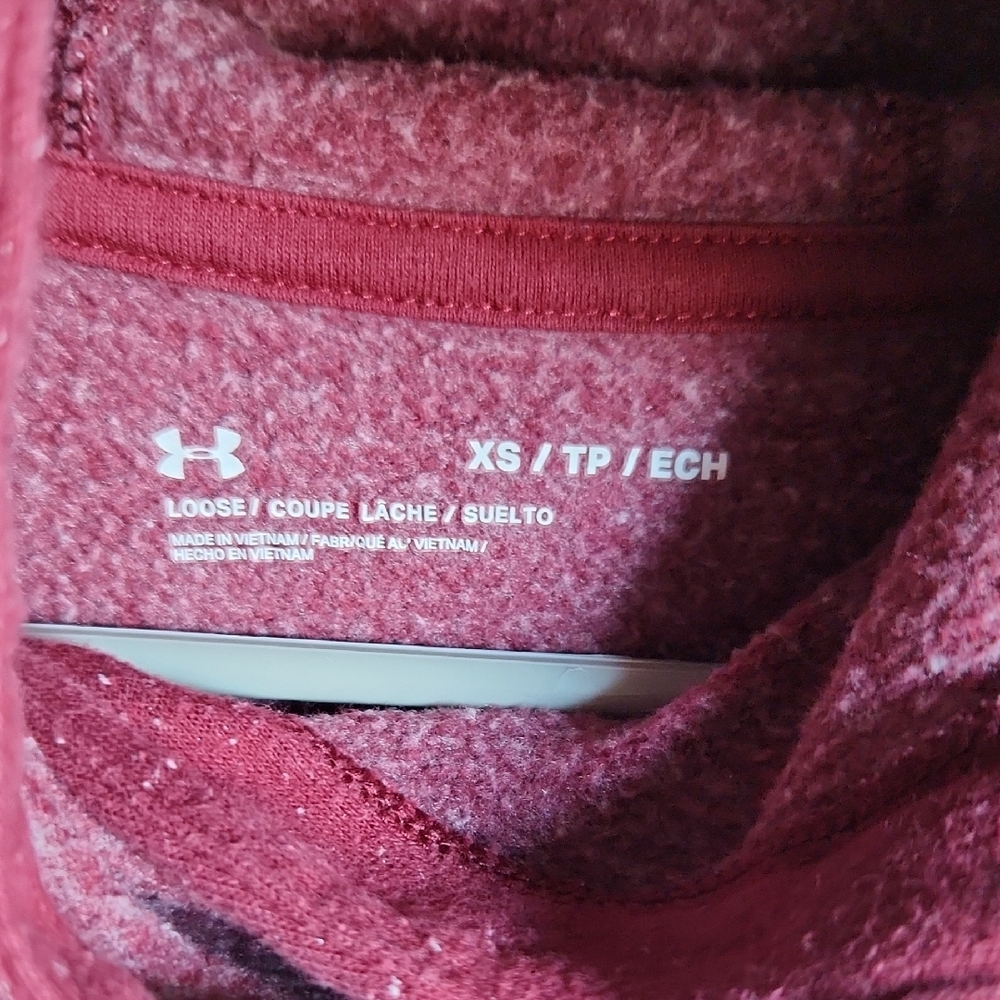 XS / TP / ECH
LOOSE / COUPE LÂCHE / SUELTO
MADE IN VIETNAM / FABRIQUÉ AU VIETNAM /
HECHO EN VIETNAM